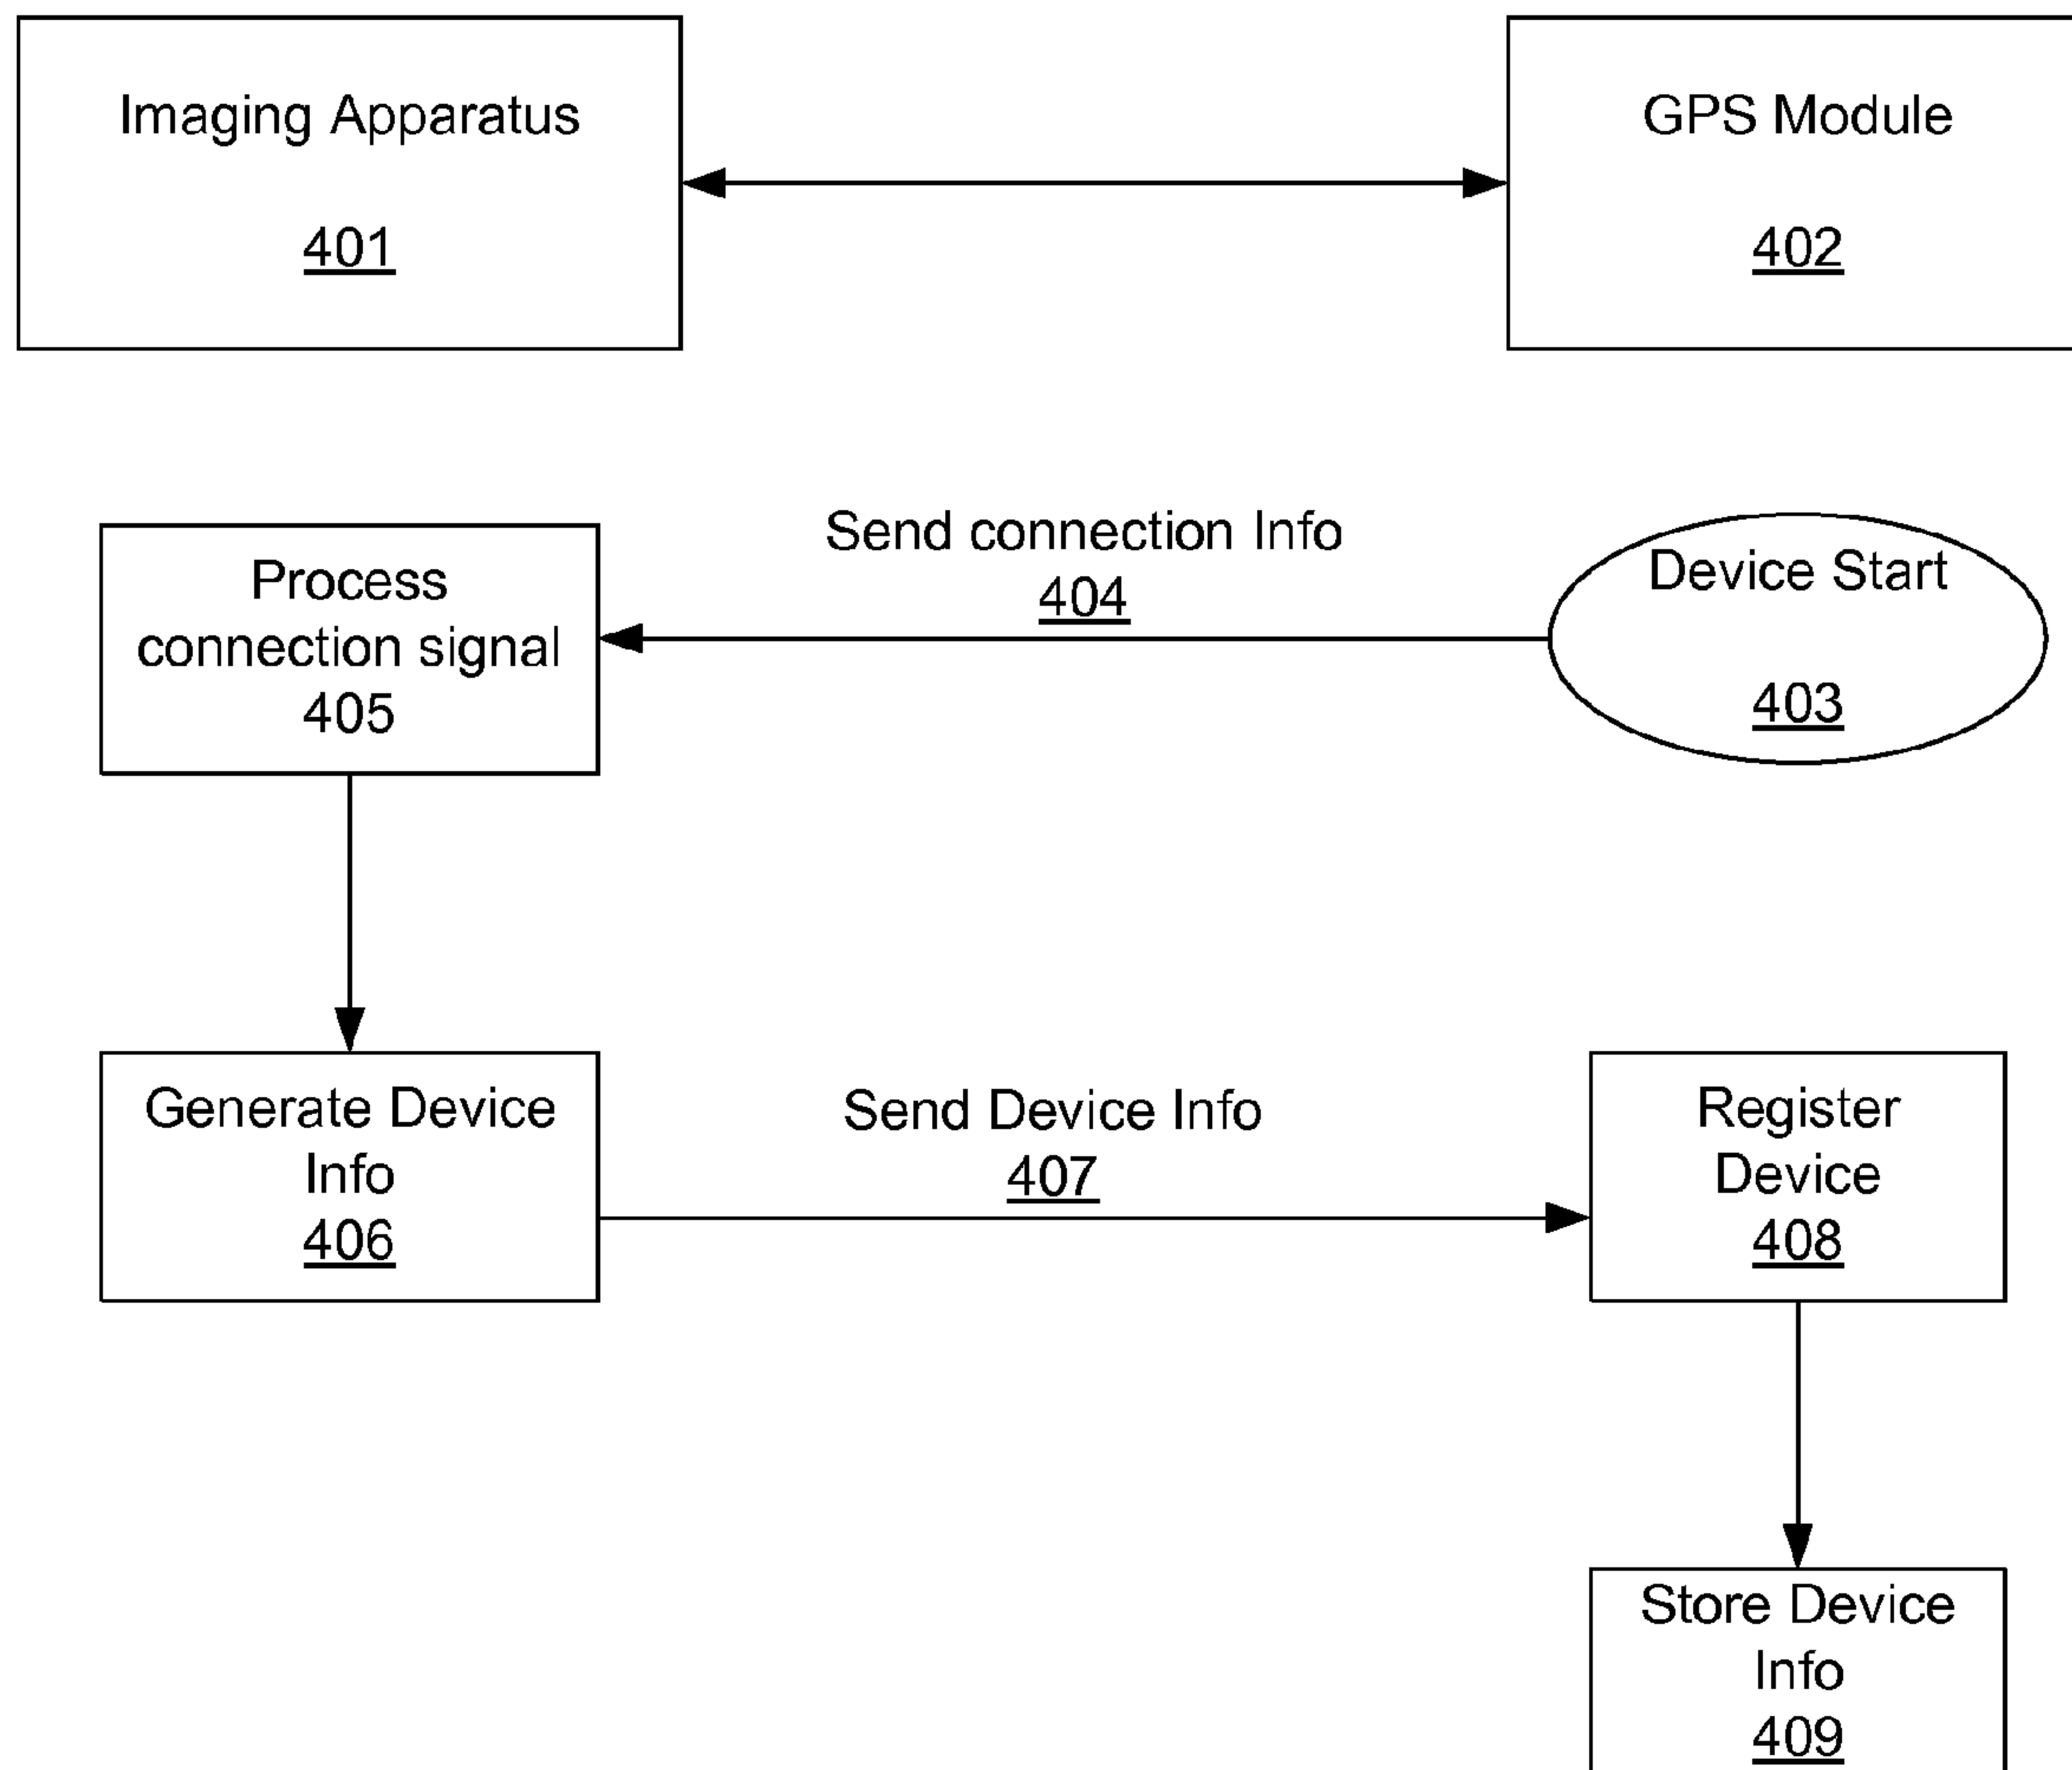 Imaging Apparatus
401
GPS Module
402
Send connection Info
404
Device Start
403
Process
connection signal
405
Generate Device
Info
406
Send Device Info
407
Register
Device
408
Store Device
Info
409